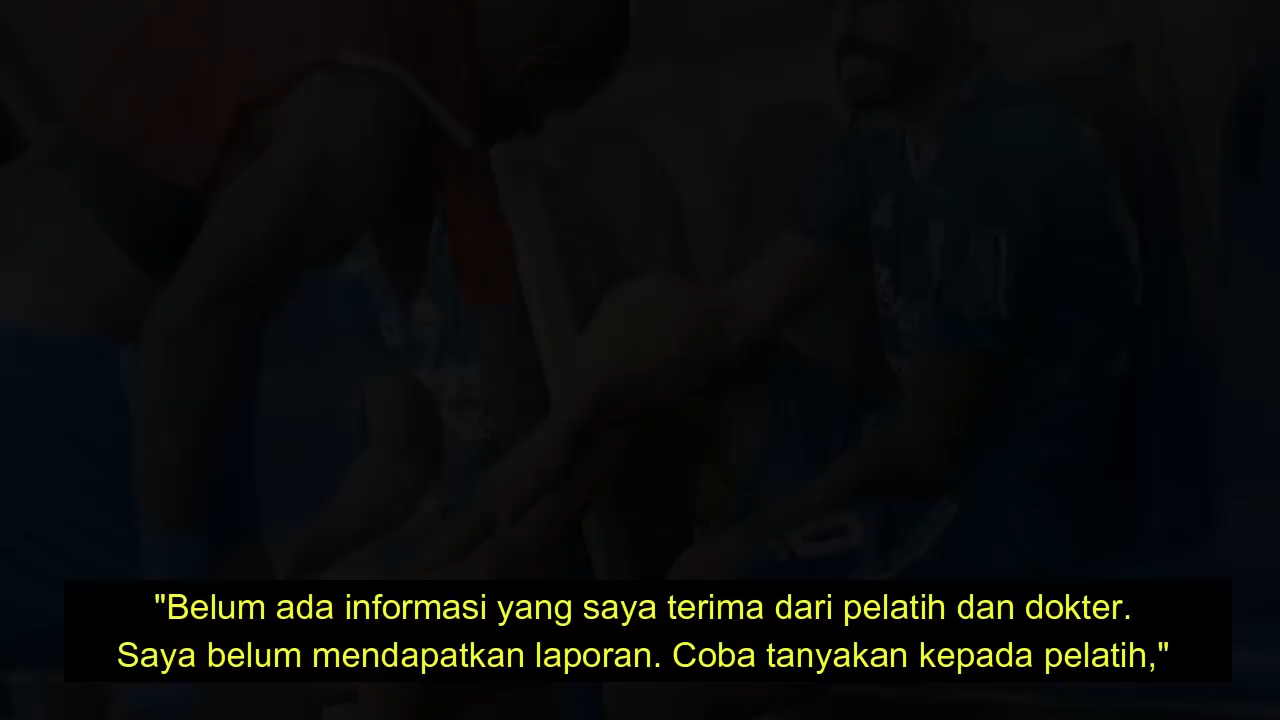 "Belum ada informasi yang saya terima dari pelatih dan dokter.
Saya belum mendapatkan laporan. Coba tanyakan kepada pelatih,"